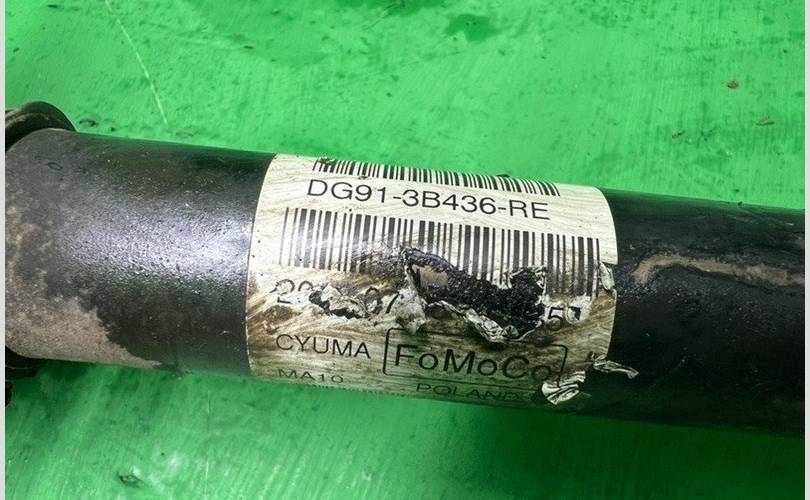 DG91-3B436-RE
CYUMA FoMoCo
MA10 POLAND